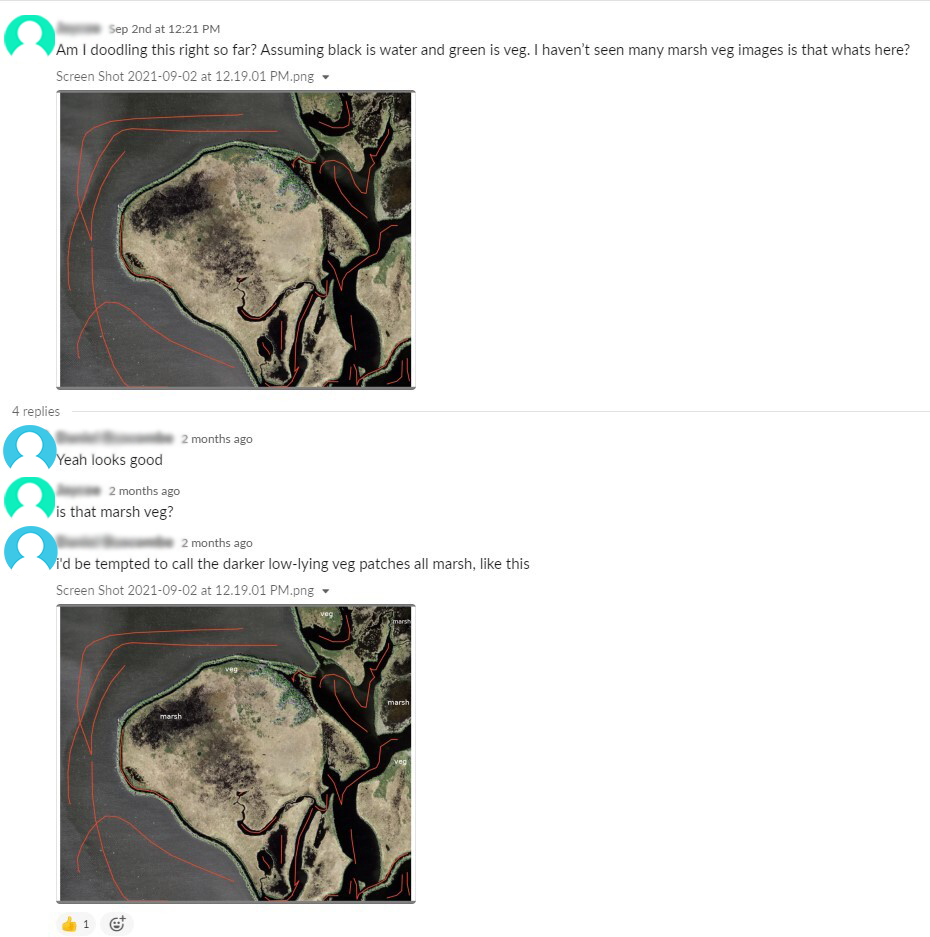 Sep 2nd at 12:21 PM
Am I doodling this right so far? Assuming black is water and green is veg. I haven't seen many marsh veg images is that whats here?
Screen Shot 2021-09-02 at 12.19.01 PM.png
4 replies
2 months ago
Yeah looks good
2 months ago
is that marsh veg?
2 months ago
i'd be tempted to call the darker low-lying veg patches all marsh, like this
Screen Shot 2021-09-02 at 12.19.01 PM.png
veg
marsh
veg
marsh
marsh
veg
1